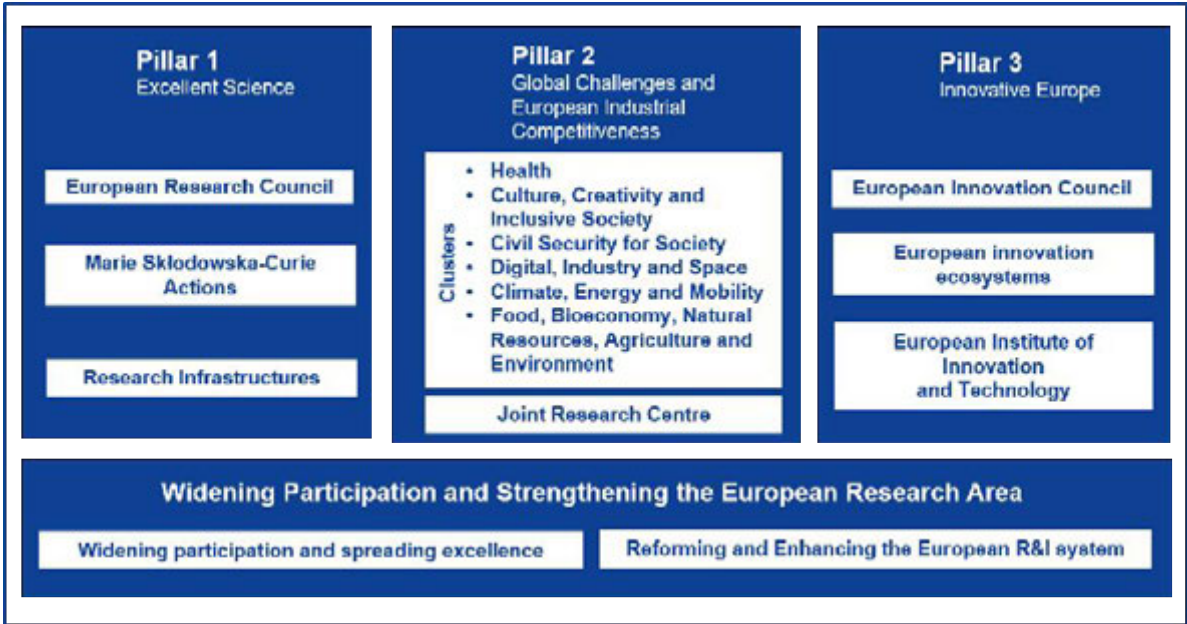 Pillar 1
Excellent Science
European Research Council
Marie Sklodowska-Curie
Actions
Research Infrastructures
Pillar 2
Global Challenges and
European Industrial
Competitiveness
Clusters
• Health
• Culture, Creativity and
Inclusive Society
• Civil Security for Society
• Digital, Industry and Space
• Climate, Energy and Mobility
• Food, Bioeconomy, Natural
Resources, Agriculture and
Environment
Joint Research Centre
Pillar 3
Innovative Europe
European Innovation Council
European innovation
ecosystems
European Institute of
Innovation
and Technology
Widening Participation and Strengthening the European Research Area
Widening participation and spreading excellence
Reforming and Enhancing the European R&I system